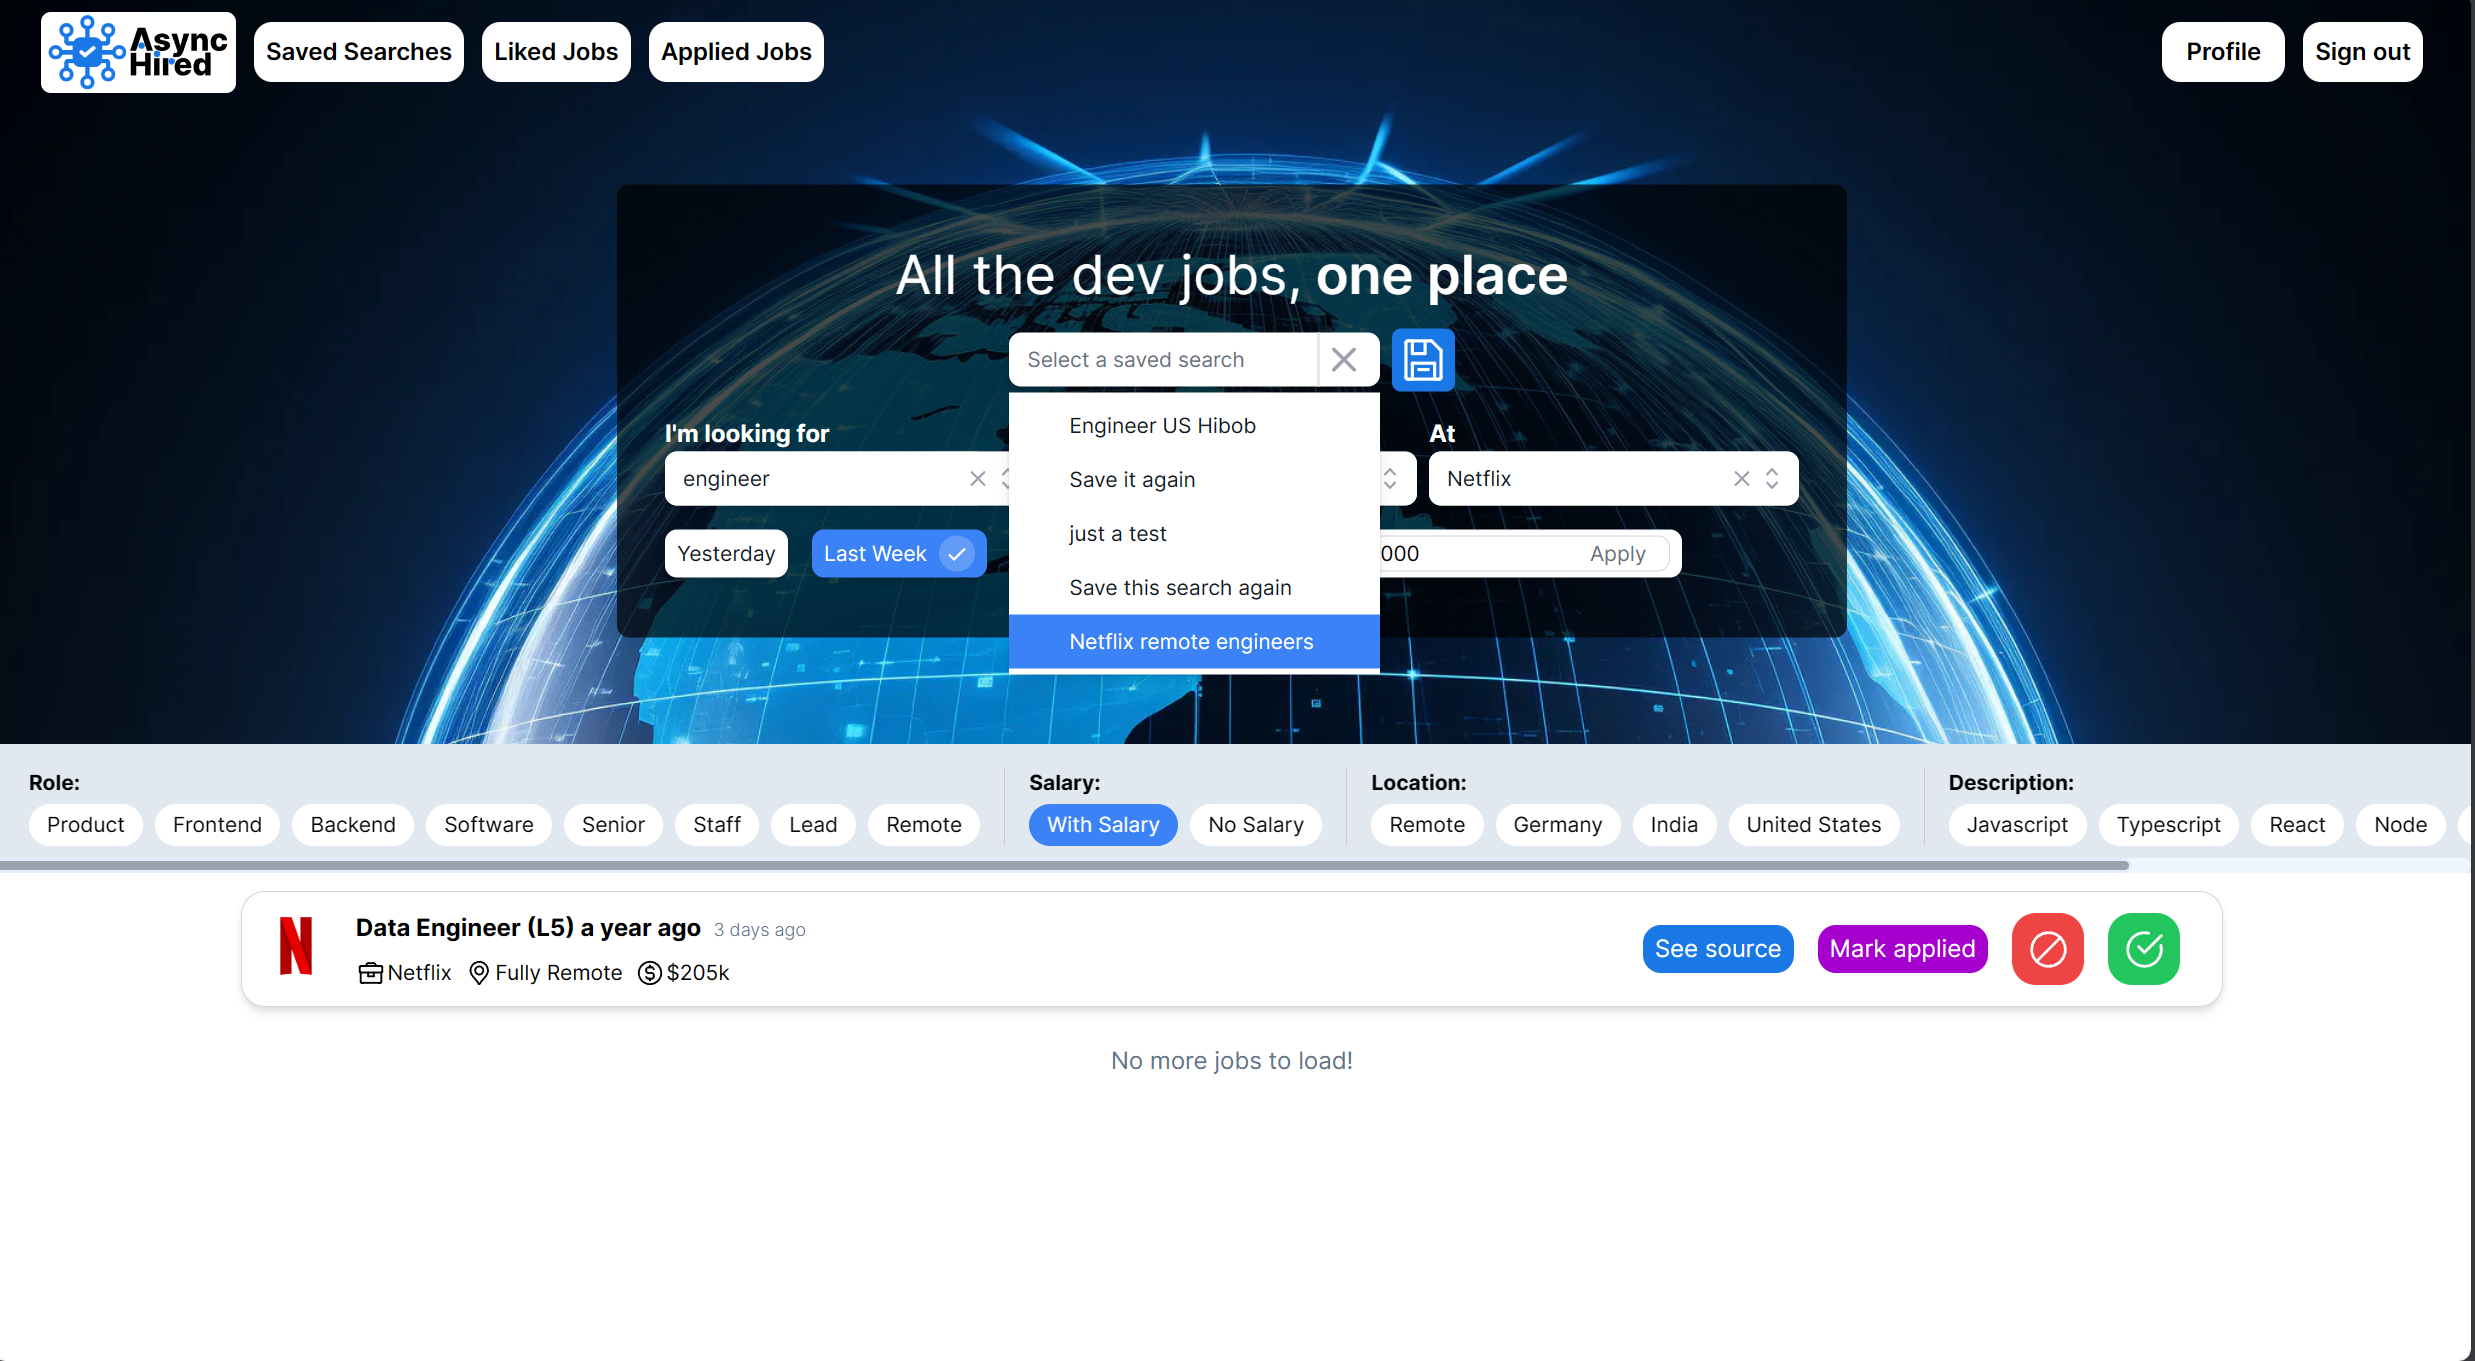 Async
Hired
Saved Searches
Liked Jobs
Applied Jobs
Profile
Sign out
All the dev jobs, one place
Select a saved search
Engineer US Hibob
Save it again
just a test
Save this search again
Netflix remote engineers
I'm looking for
At
engineer
Netflix
Yesterday
Last Week
000
Apply
Role:
Product
Frontend
Backend
Software
Senior
Staff
Lead
Remote
Salary:
With Salary
No Salary
Location:
Remote
Germany
India
United States
Description:
Javascript
Typescript
React
Node
Data Engineer (L5) a year ago 3 days ago
Netflix Fully Remote $205k
See source
Mark applied
No more jobs to load!